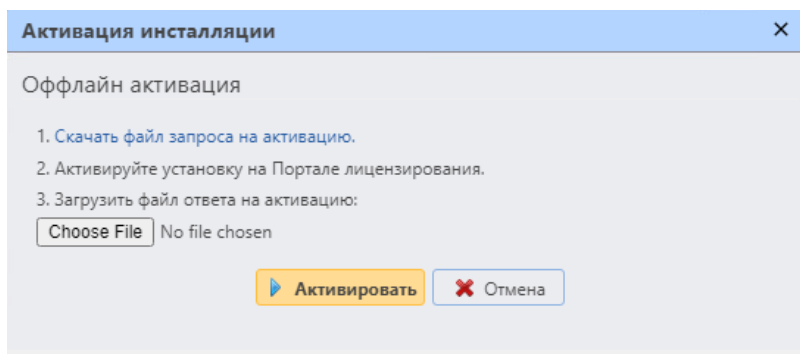 Активация инсталляции
Оффлайн активация
1. Скачать файл запроса на активацию.
2. Активируйте установку на Портале лицензирования.
3. Загрузить файл ответа на активацию:
Choose File No file chosen
Активировать Отмена